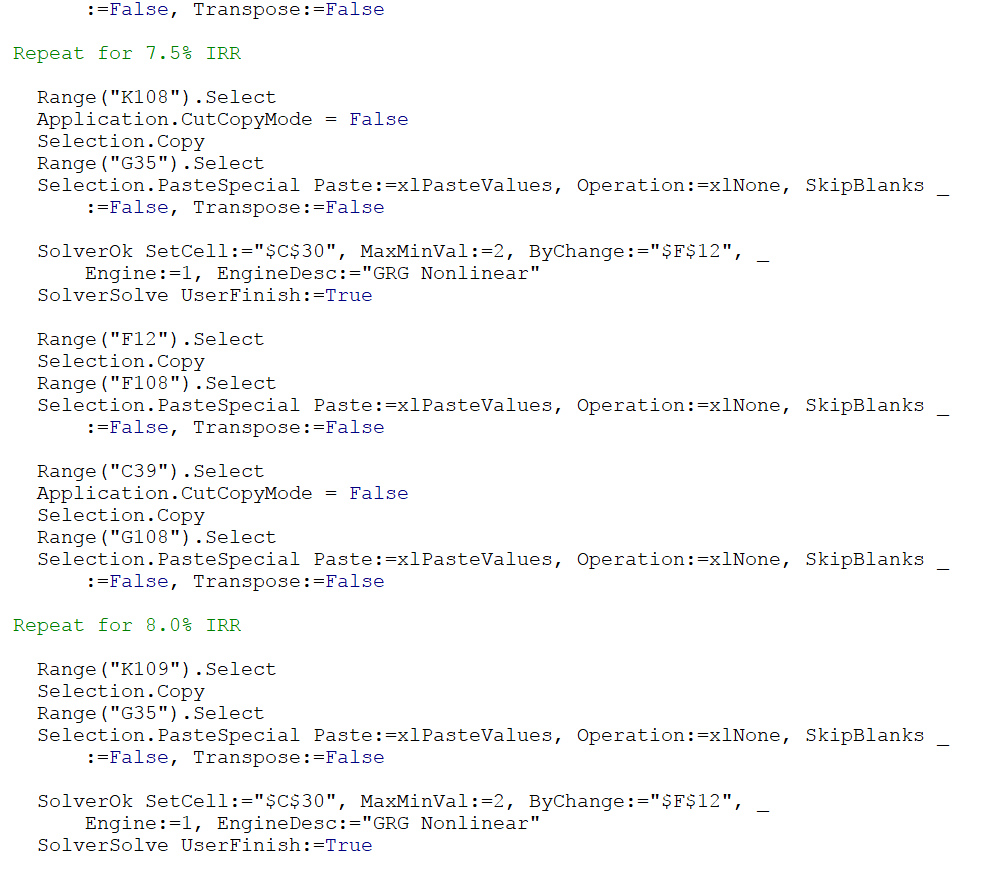 :=False, Transpose:=False
Repeat for 7.5% IRR
Range("K108").Select
Application.CutCopyMode = False
Selection.Copy
Range("G35").Select
Selection.PasteSpecial Paste:=xlPasteValues, Operation:=xlNone, SkipBlanks _
:=False, Transpose:=False
SolverOk SetCell:="$C$30", MaxMinVal:=2, ByChange:="$F$12", _
Engine:=1, EngineDesc:="GRG Nonlinear"
SolverSolve UserFinish:=True
Range("F12").Select
Selection.Copy
Range("F108").Select
Selection.PasteSpecial Paste:=xlPasteValues, Operation:=xlNone, SkipBlanks _
:=False, Transpose:=False
Range("C39").Select
Application.CutCopyMode = False
Selection.Copy
Range("G108").Select
Selection.PasteSpecial Paste:=xlPasteValues, Operation:=xlNone, SkipBlanks _
:=False, Transpose:=False
Repeat for 8.0% IRR
Range("K109").Select
Selection.Copy
Range("G35").Select
Selection.PasteSpecial Paste:=xlPasteValues, Operation:=xlNone, SkipBlanks _
:=False, Transpose:=False
SolverOk SetCell:="$C$30", MaxMinVal:=2, ByChange:="$F$12", _
Engine:=1, EngineDesc:="GRG Nonlinear"
SolverSolve UserFinish:=True